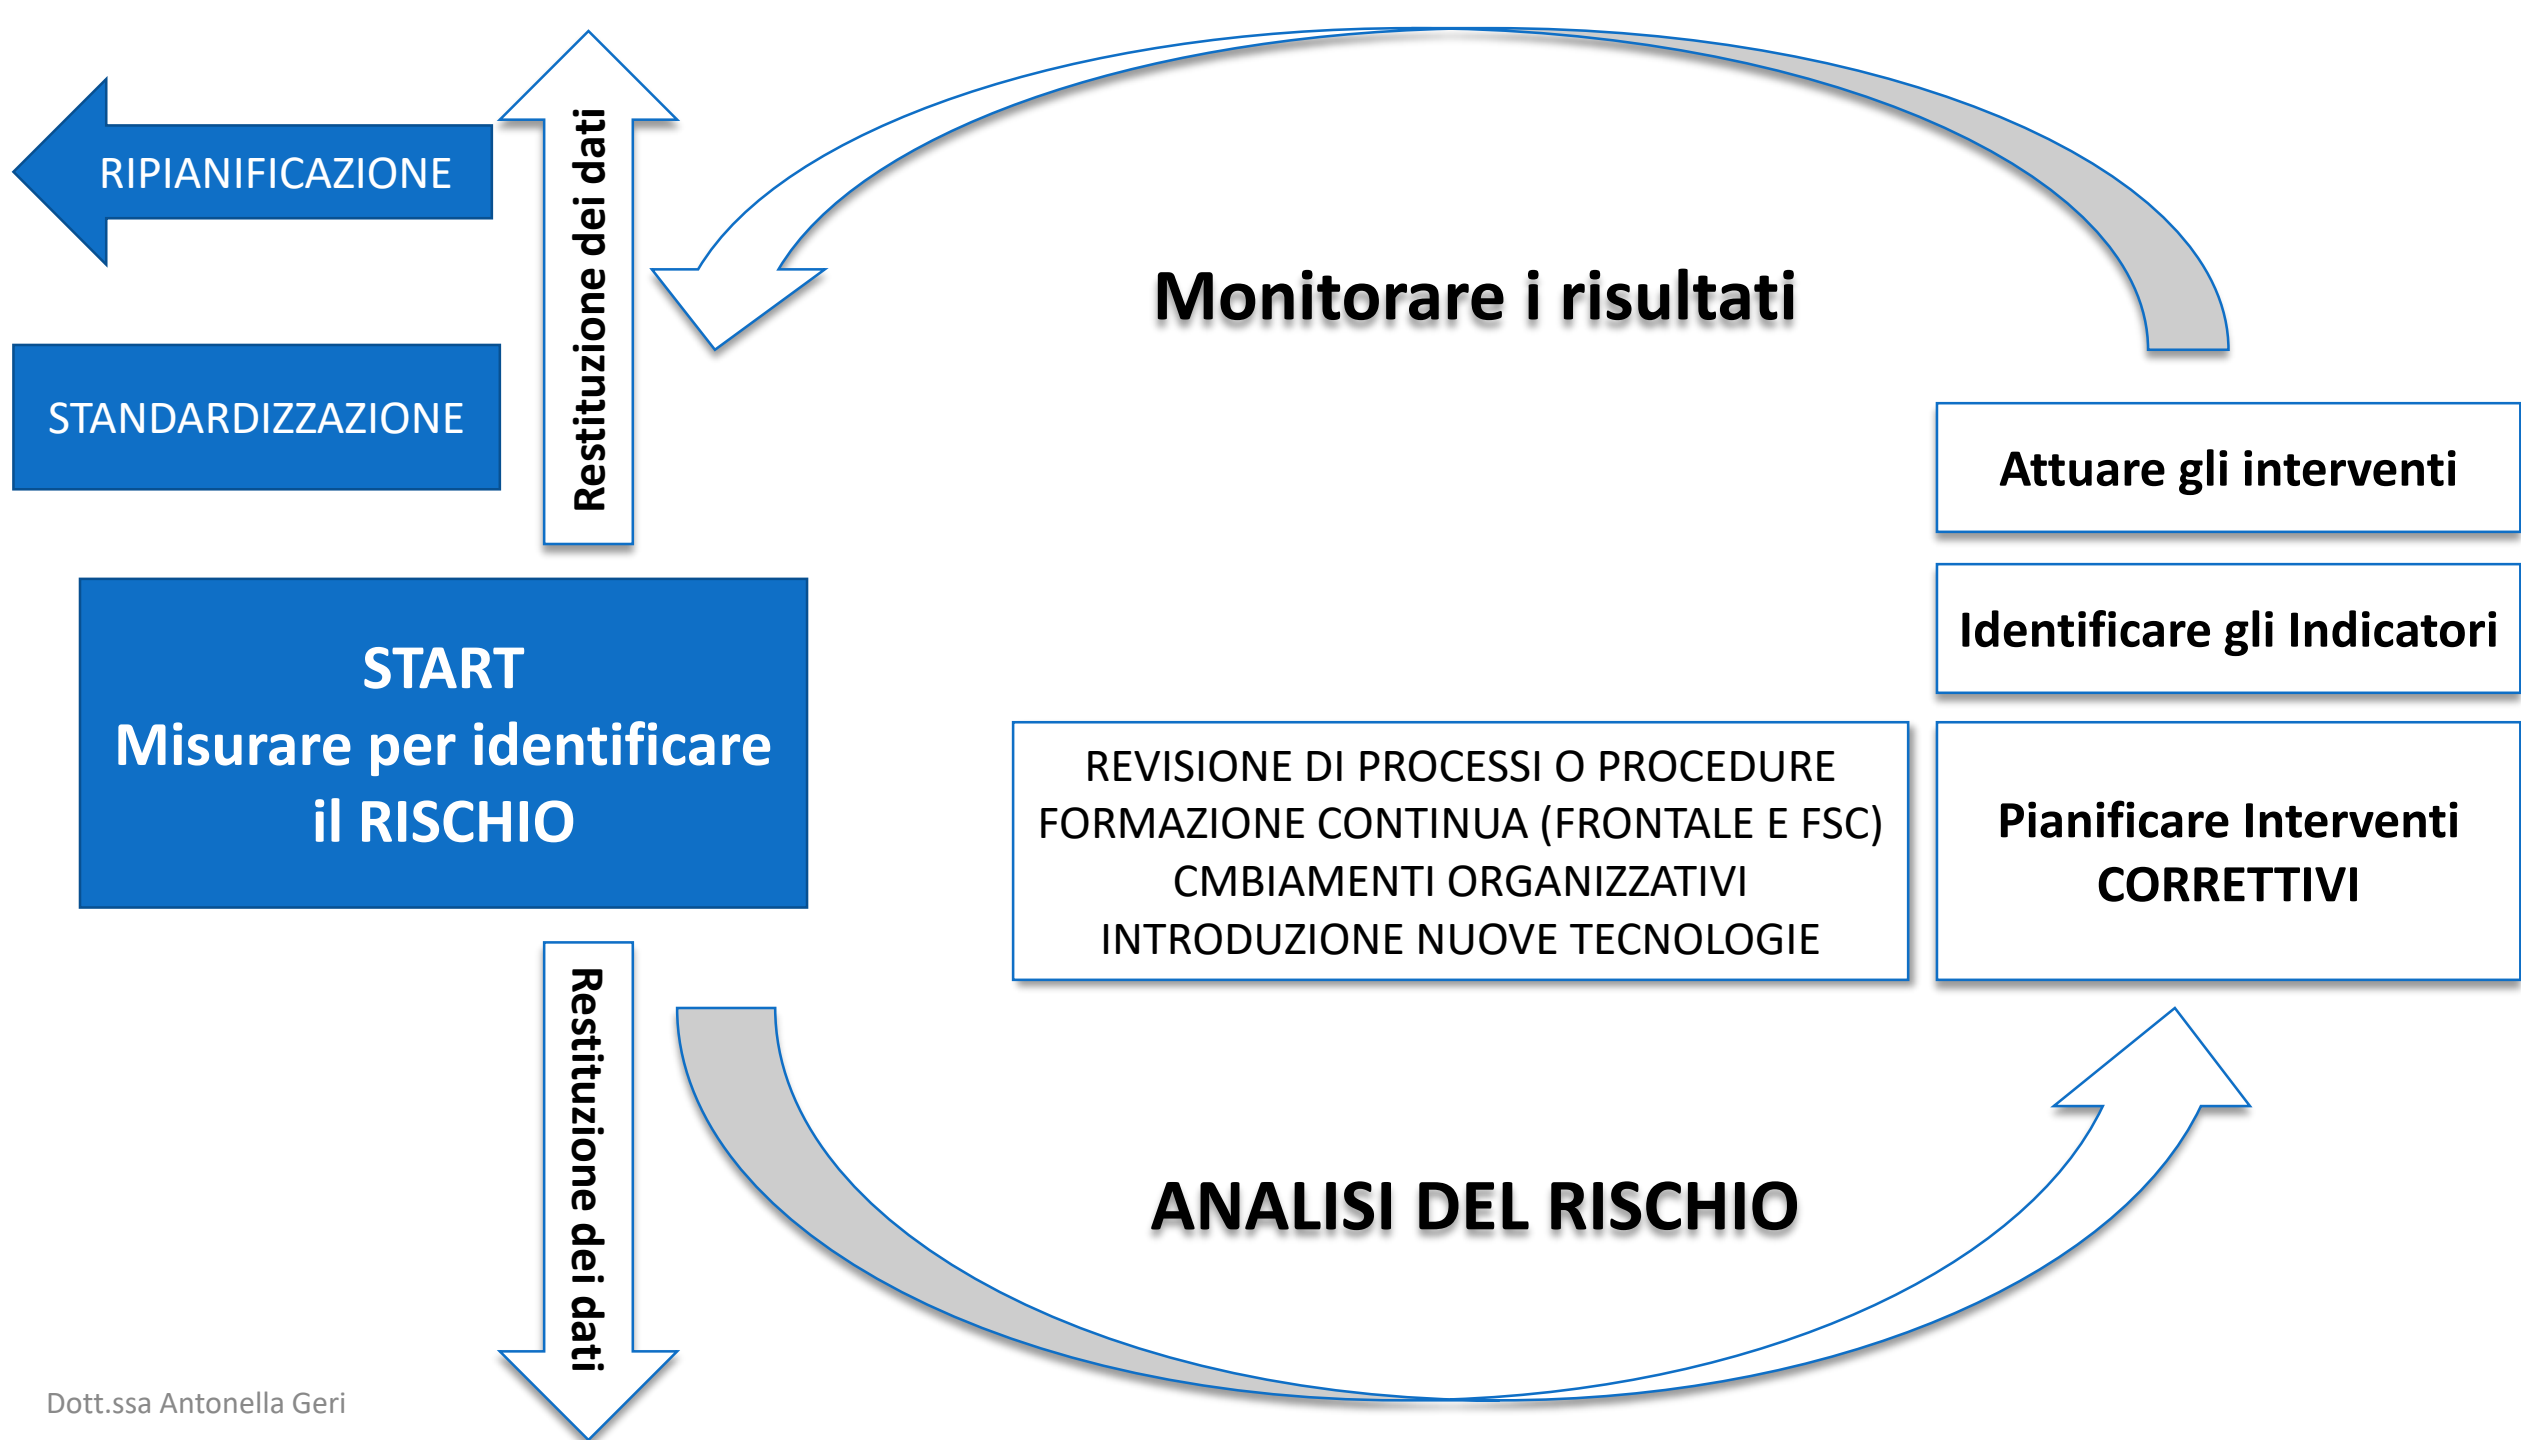 RIPIANIFICAZIONE
STANDARDIZZAZIONE
Restituzione dei dati
Monitorare i risultati
Attuare gli interventi
Identificare gli Indicatori
START
Misurare per identificare
il RISCHIO
REVISIONE DI PROCESSI O PROCEDURE
FORMAZIONE CONTINUA (FRONTALE E FSC)
CMBIAMENTI ORGANIZZATIVI
INTRODUZIONE NUOVE TECNOLOGIE
Pianificare Interventi
CORRETTIVI
Restituzione dei dati
ANALISI DEL RISCHIO
Dott.ssa Antonella Geri